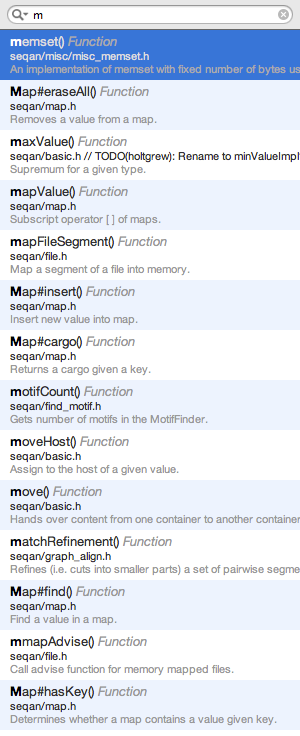 m
memset() Function
seqan/misc/misc_memset.h
An implementation of memset with fixed number of bytes us
Map#eraseAll() Function
seqan/map.h
Removes a value from a map.
maxValue() Function
seqan/basic.h // TODO(holtgrew): Rename to minValueImpl
Supremum for a given type.
mapValue() Function
seqan/map.h
Subscript operator [ ] of maps.
mapFileSegment() Function
seqan/file.h
Map a segment of a file into memory.
Map#insert() Function
seqan/map.h
Insert new value into map.
Map#cargo() Function
seqan/map.h
Returns a cargo given a key.
motifCount() Function
seqan/find_motif.h
Gets number of motifs in the MotifFinder.
moveHost() Function
seqan/basic.h
Assign to the host of a given value.
move() Function
seqan/basic.h
Hands over content from one container to another container
matchRefinement() Function
seqan/graph_align.h
Refines (i.e. cuts into smaller parts) a set of pairwise segme
Map#find() Function
seqan/map.h
Find a value in a map.
mmapAdvise() Function
seqan/file.h
Call advise function for memory mapped files.
Map#hasKey() Function
seqan/map.h
Determines whether a map contains a value given key.